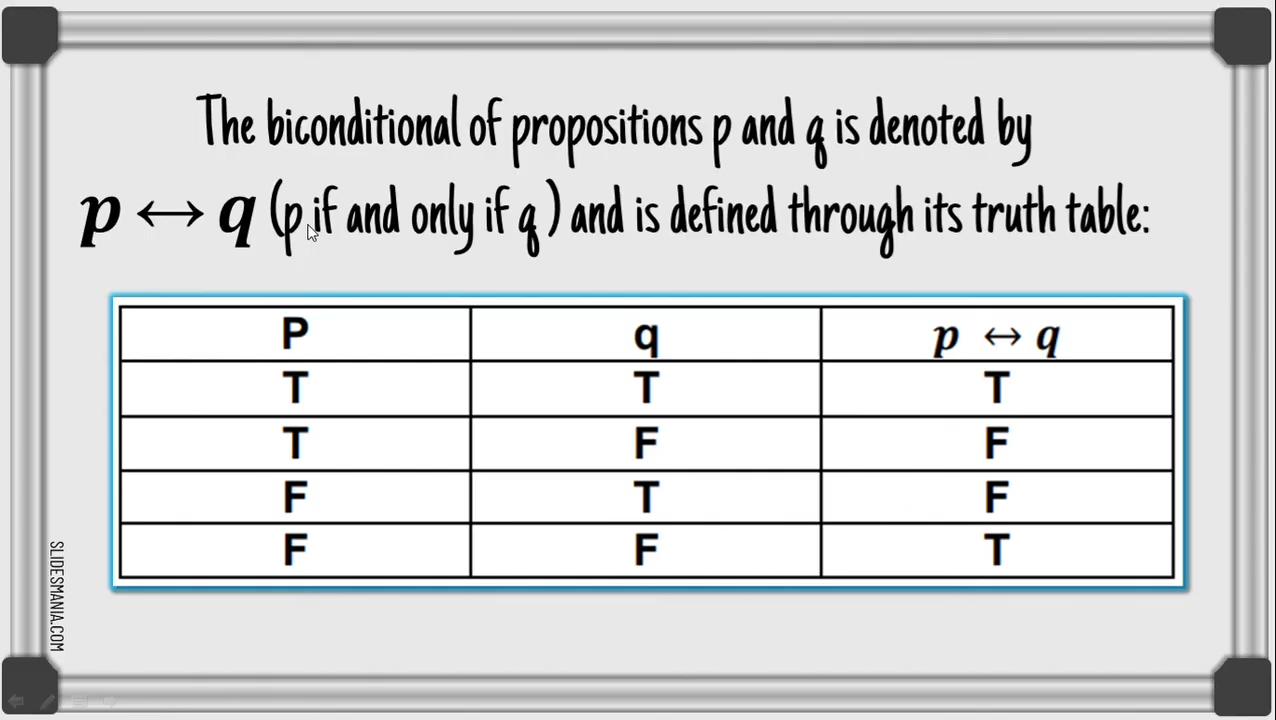 The biconditional of propositions p and q is denoted by
p ↔ q (p if and only if q ) and is defined through its truth table:
P q p ↔ q
T T T
T F F
F T F
F F T
SLIDESMANIA.COM